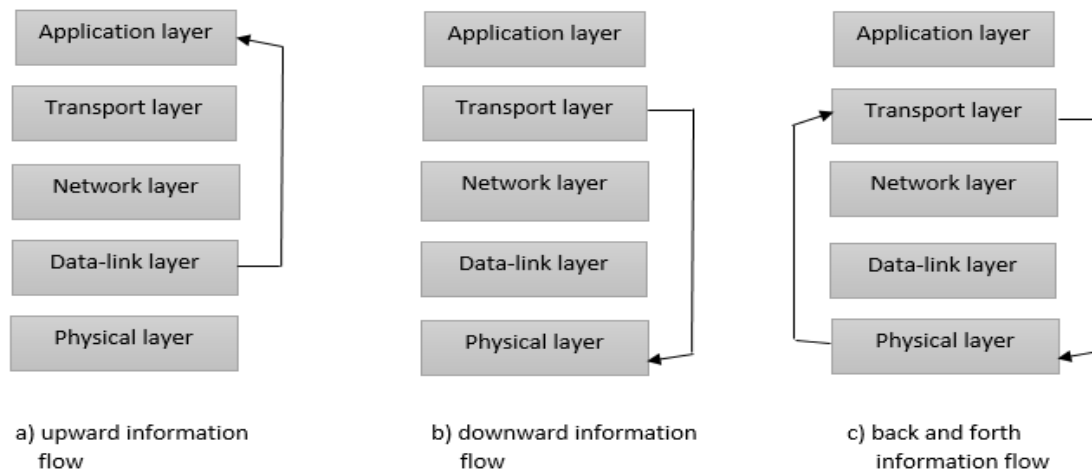 Application layer
Transport layer
Network layer
Data-link layer
Physical layer
a) upward information
flow
Application layer
Transport layer
Network layer
Data-link layer
Physical layer
b) downward information
flow
Application layer
Transport layer
Network layer
Data-link layer
Physical layer
c) back and forth
information flow